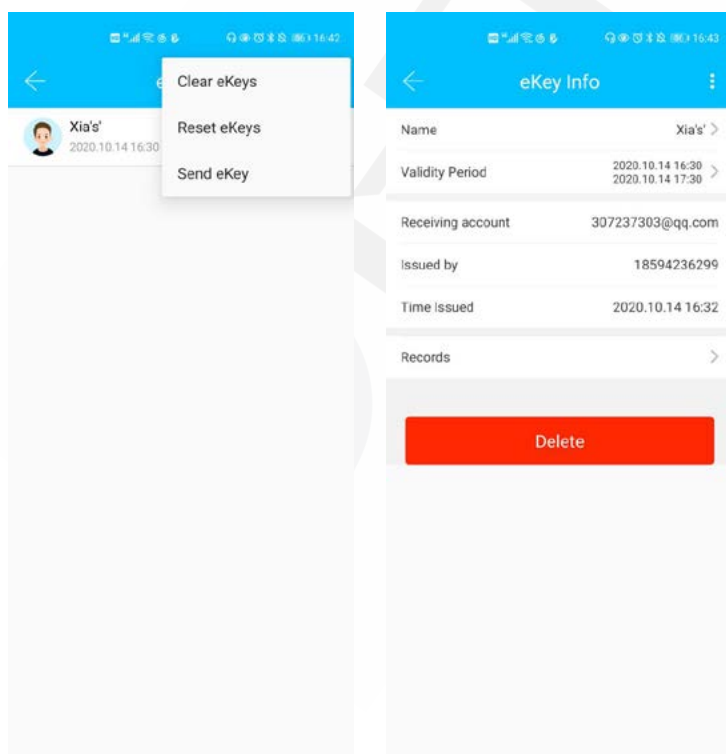 16:42
Clear eKeys
Xia's'
2020.10.14 16:30
Reset eKeys
Send eKey
16:43
eKey Info
Name
Xia's'
Validity Period
2020.10.14 16:30
2020.10.14 17:30
Receiving account
307237303@qq.com
Issued by
18594236299
Time Issued
2020.10.14 16:32
Records
Delete